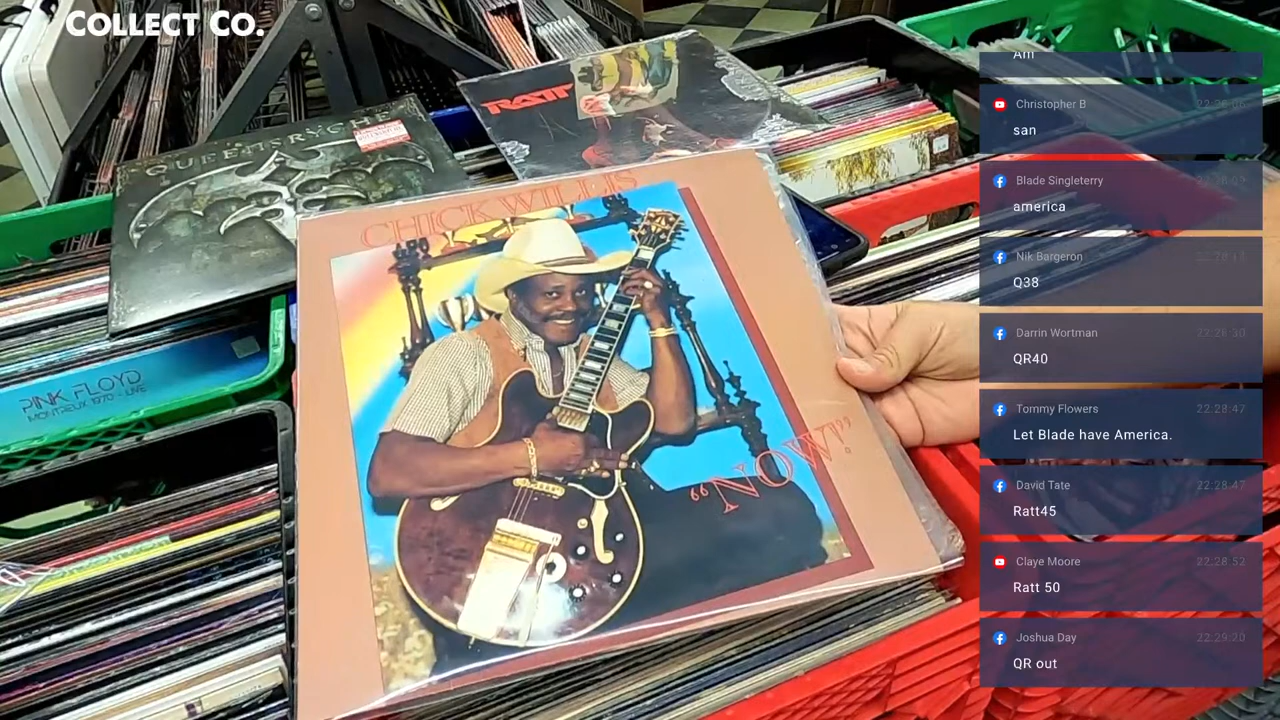 COLLECT CO.
RATT
QUEENSRŸCHE
CHICK WILLIS
"NOW!"
PINK FLOYD
MONTREUX 1970 - LIVE
Am
Christopher B
san
Blade Singleterry
america
Nik Bargeron
Q38
Darrin Wortman
QR40
Tommy Flowers 22:28:47
Let Blade have America.
David Tate 22:28:47
Ratt45
Claye Moore 22:28:52
Ratt 50
Joshua Day 22:29:20
QR out